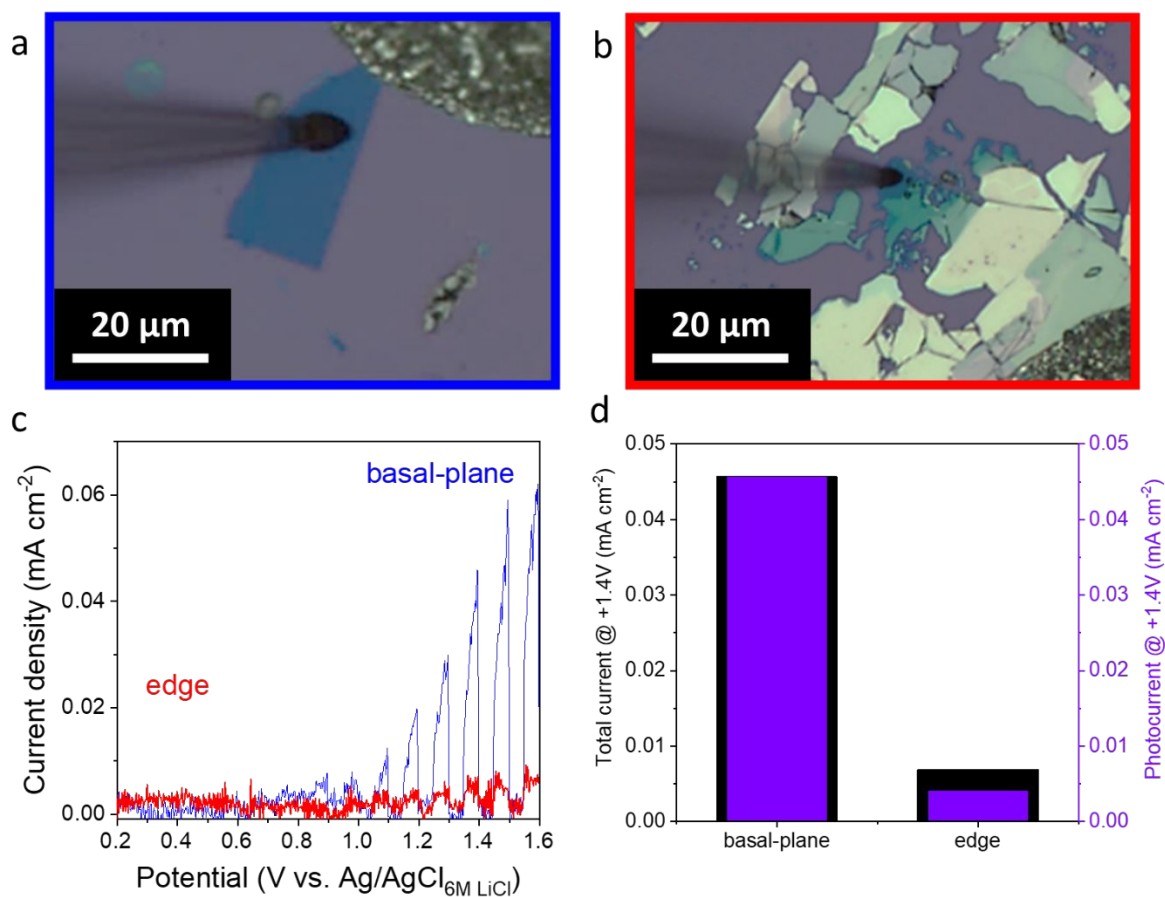 a
b
20 µm
20 µm
c
d
Current density (mA cm-2)
0.06
0.04
0.02
0.00
basal-plane
edge
0.2 0.4 0.6 0.8 1.0 1.2 1.4 1.6
Potential (V vs. Ag/AgCl6M LiCl)
Total current @ +1.4V (mA cm-2)
0.05
0.04
0.03
0.02
0.01
0.00
basal-plane edge
0.05
0.04
0.03
0.02
0.01
0.00
Photocurrent @ +1.4V (mA cm-2)